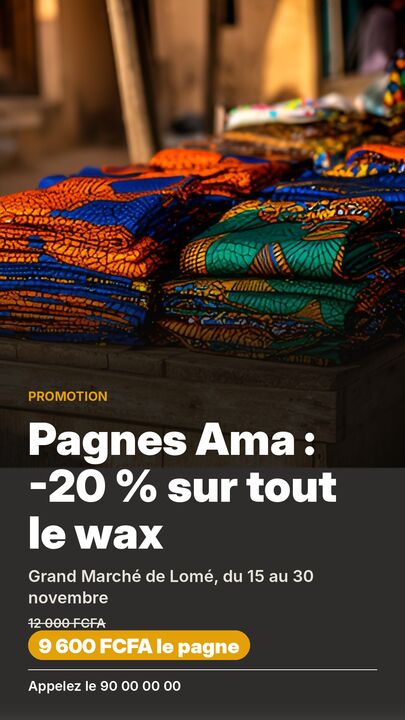 PROMOTION
Pagnes Ama :
-20 % sur tout
le wax
Grand Marché de Lomé, du 15 au 30
novembre
12 000 FCFA
9 600 FCFA le pagne
Appelez le 90 00 00 00